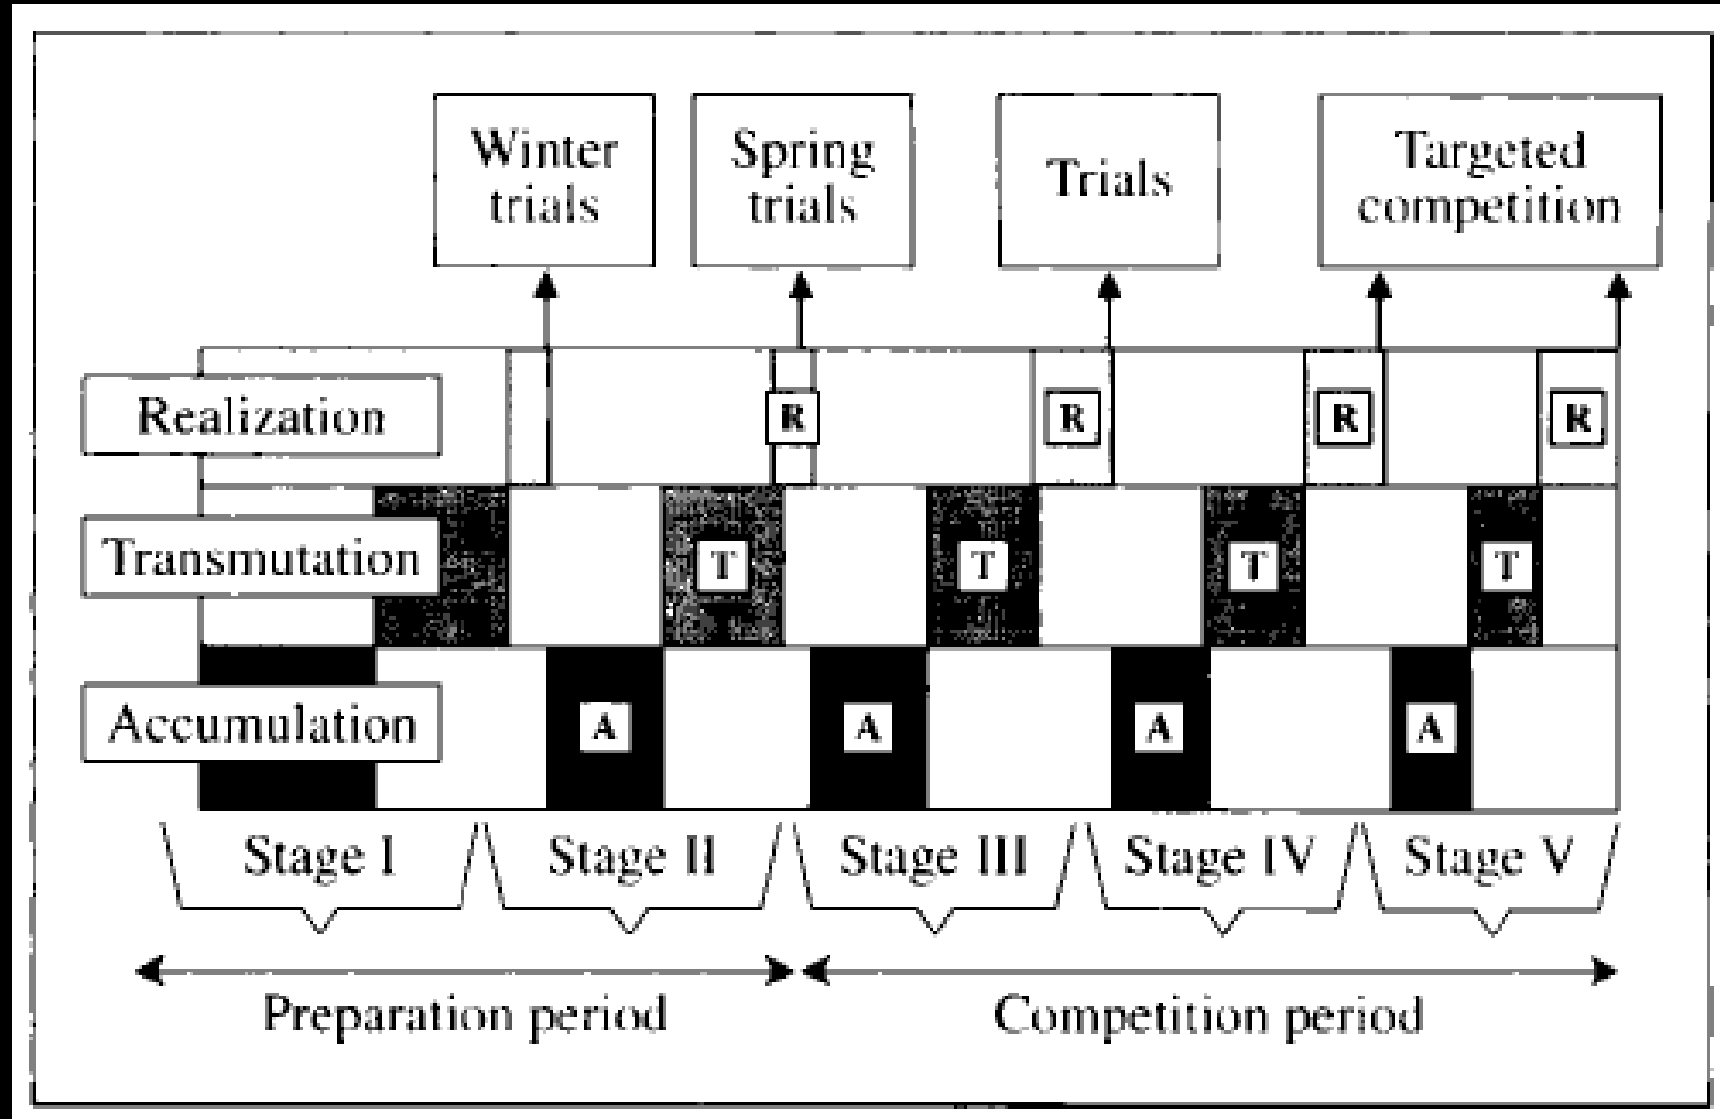 Winter
trials
Spring
trials
Trials
Targeted
competition
Realization
R
R
R
R
Transmutation
T
T
T
T
Accumulation
A
A
A
A
Stage I
Stage II
Stage III
Stage IV
Stage V
Preparation period
Competition period